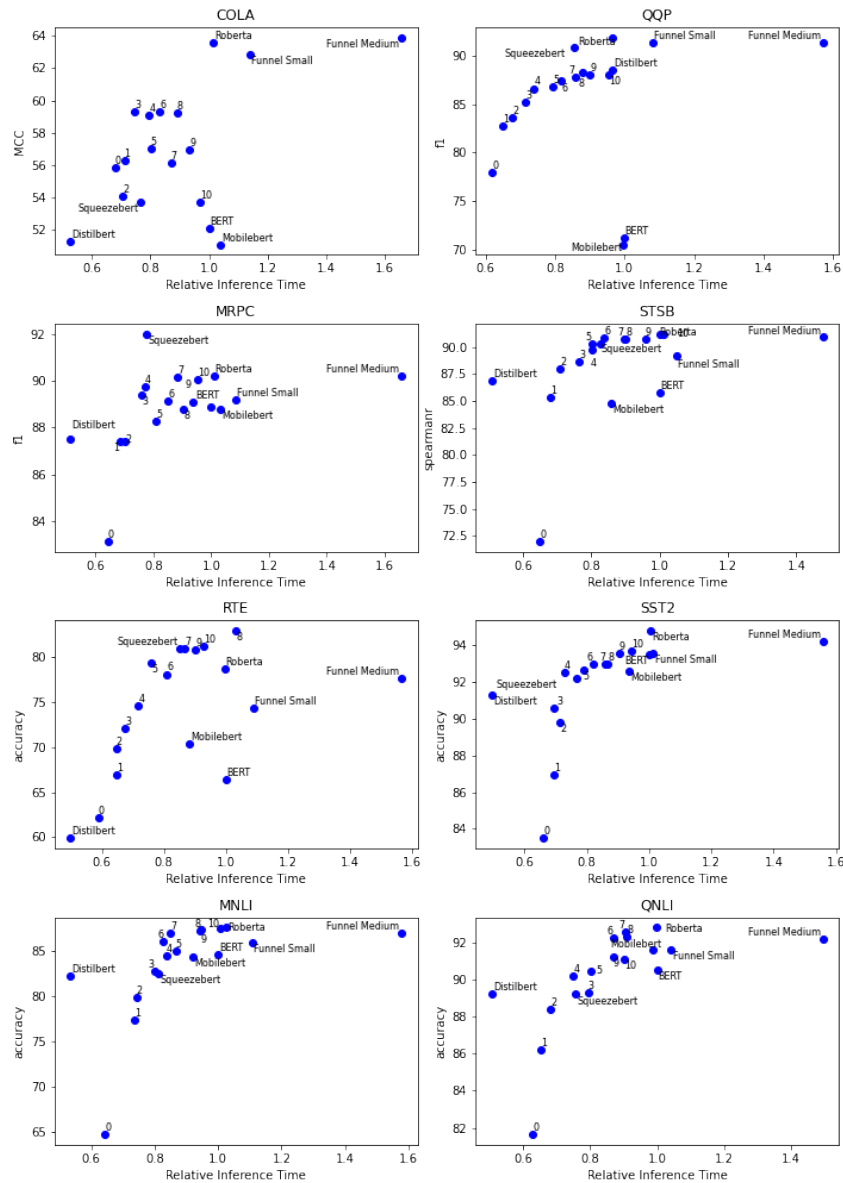 COLA
64
62
60
58
56
54
52
MCC
0.6
0.8
1.0
1.2
1.4
1.6
Relative Inference Time
Roberta
Funnel Medium
Funnel Small
3
4
6
8
5
9
7
0
1
2
Squeezebert
10
BERT
Distilbert
Mobilebert
QQP
90
85
80
75
70
f1
0.6
0.8
1.0
1.2
1.4
1.6
Relative Inference Time
Roberta
Funnel Small
Funnel Medium
Squeezebert
Distilbert
7
9
8
10
4
5
6
3
2
1
0
BERT
Mobilebert
MRPC
92
90
88
86
84
f1
0.6
0.8
1.0
1.2
1.4
1.6
Relative Inference Time
Squeezebert
7
10
Roberta
Funnel Medium
4
9
3
6
BERT
Funnel Small
5
8
Mobilebert
Distilbert
1
2
0
STSB
90.0
87.5
85.0
82.5
80.0
77.5
75.0
72.5
spearmanr
0.6
0.8
1.0
1.2
1.4
Relative Inference Time
6
7
8
9
Roberta
10
Funnel Medium
5
Squeezebert
3
4
Funnel Small
2
Distilbert
BERT
1
Mobilebert
0
RTE
80
75
70
65
60
accuracy
0.6
0.8
1.0
1.2
1.4
1.6
Relative Inference Time
Squeezebert
7
9
10
8
5
6
Roberta
Funnel Medium
4
Funnel Small
3
Mobilebert
2
1
BERT
0
Distilbert
SST2
94
92
90
88
86
84
accuracy
0.6
0.8
1.0
1.2
1.4
1.6
Relative Inference Time
Roberta
Funnel Medium
9
10
6
7
8
BERT
Funnel Small
4
5
Mobilebert
Squeezebert
Distilbert
3
2
1
0
MNLI
85
80
75
70
65
accuracy
0.6
0.8
1.0
1.2
1.4
1.6
Relative Inference Time
7
8
10
Roberta
Funnel Medium
6
9
4
5
BERT
Funnel Small
Mobilebert
3
Squeezebert
Distilbert
2
1
0
QNLI
92
90
88
86
84
82
accuracy
0.6
0.8
1.0
1.2
1.4
Relative Inference Time
7
8
Roberta
Funnel Medium
6
Mobilebert
Funnel Small
9
10
4
5
BERT
Distilbert
Squeezebert
3
2
1
0